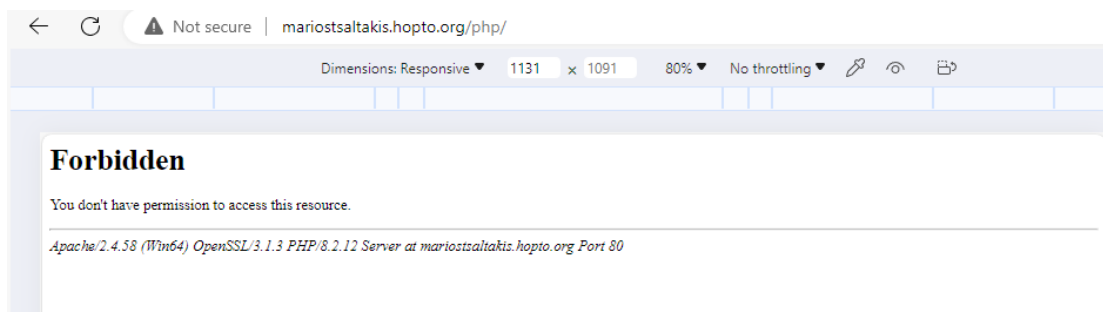 Not secure | mariostsaltakis.hopto.org/php/
Dimensions: Responsive 1131 x 1091 80% No throttling
Forbidden
You don't have permission to access this resource.
Apache/2.4.58 (Win64) OpenSSL/3.1.3 PHP/8.2.12 Server at mariostsaltakis.hopto.org Port 80